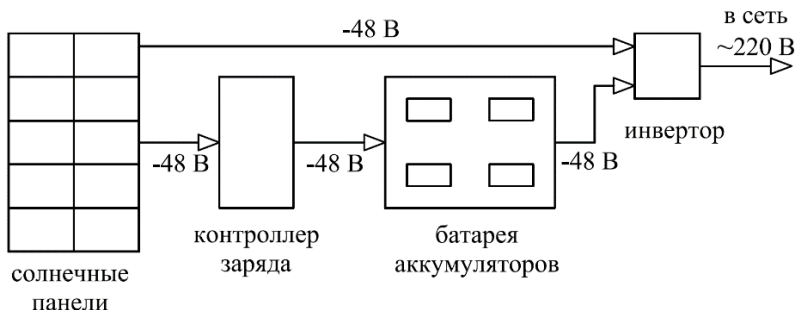 -48 В
в сеть
~220 В
инвертор
-48 В
-48 В
-48 В
контроллер
заряда
батарея
аккумуляторов
солнечные
панели